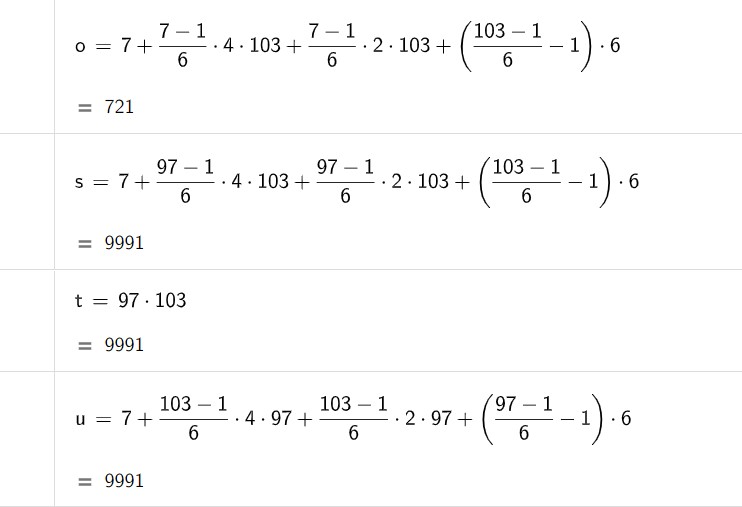 o = 7 + (7 − 1)/6 · 4 · 103 + (7 − 1)/6 · 2 · 103 + ((103 − 1)/6 − 1) · 6
= 721
s = 7 + (97 − 1)/6 · 4 · 103 + (97 − 1)/6 · 2 · 103 + ((103 − 1)/6 − 1) · 6
= 9991
t = 97 · 103
= 9991
u = 7 + (103 − 1)/6 · 4 · 97 + (103 − 1)/6 · 2 · 97 + ((97 − 1)/6 − 1) · 6
= 9991